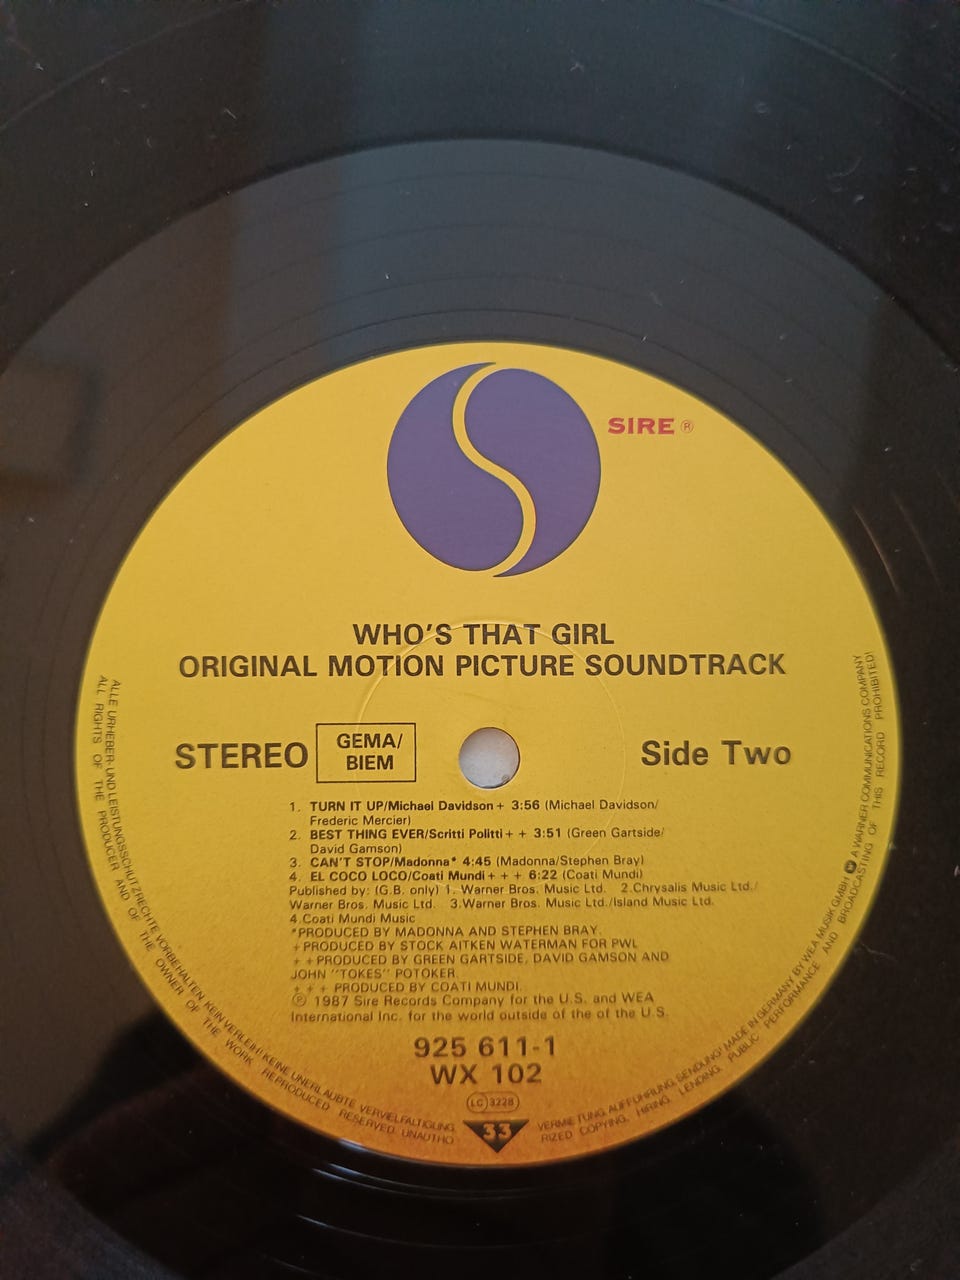 SIRE ®
WHO'S THAT GIRL
ORIGINAL MOTION PICTURE SOUNDTRACK
STEREO
GEMA/
BIEM
Side Two
1. TURN IT UP/Michael Davidson + 3:56 (Michael Davidson/
Frederic Mercier)
2. BEST THING EVER/Scritti Politti + + 3:51 (Green Gartside/
David Gamson)
3. CAN'T STOP/Madonna* 4:45 (Madonna/Stephen Bray)
4. EL COCO LOCO/Coati Mundi + + + 6:22 (Coati Mundi)
Published by: (G.B. only) 1. Warner Bros. Music Ltd. 2.Chrysalis Music Ltd./
Warner Bros. Music Ltd. 3.Warner Bros. Music Ltd./Island Music Ltd.
4.Coati Mundi Music
*PRODUCED BY MADONNA AND STEPHEN BRAY.
+PRODUCED BY STOCK AITKEN WATERMAN FOR PWL
++PRODUCED BY GREEN GARTSIDE, DAVID GAMSON AND
JOHN "TOKES" POTOKER.
+ + + PRODUCED BY COATI MUNDI.
℗ 1987 Sire Records Company for the U.S. and WEA
International Inc. for the world outside of the of the U.S.
925 611-1
WX 102
LC 3228
33
ALLE URHEBER- UND LEISTUNGSSCHUTZRECHTE VORBEHALTEN. KEIN VERLEIH! KEINE UNERLAUBTE VERVIELFÄLTIGUNG, VERMIETUNG, AUFFÜHRUNG, SENDUNG! MADE IN GERMANY BY WEA MUSIK GMBH A WARNER COMMUNICATIONS COMPANY
ALL RIGHTS OF THE PRODUCER AND OF THE OWNER OF THE WORK REPRODUCED RESERVED. UNAUTHORIZED COPYING, HIRING, LENDING, PUBLIC PERFORMANCE AND BROADCASTING OF THIS RECORD PROHIBITED!